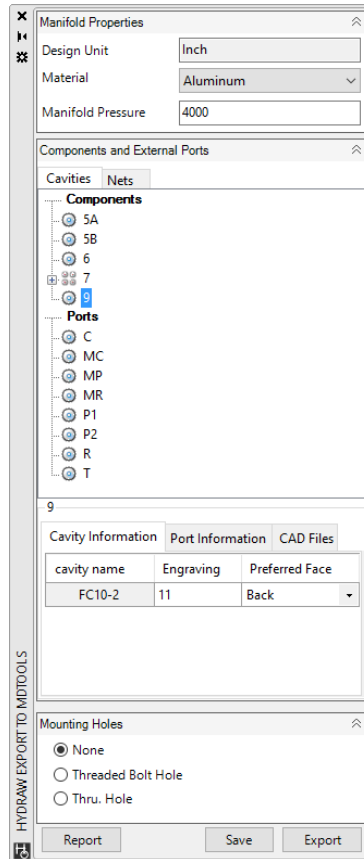 Manifold Properties
Design Unit Inch
Material Aluminum
Manifold Pressure 4000
Components and External Ports
Cavities Nets
Components
5A
5B
6
7
9
Ports
C
MC
MP
MR
P1
P2
R
T
9
Cavity Information Port Information CAD Files
cavity name Engraving Preferred Face
FC10-2 11 Back
Mounting Holes
None
Threaded Bolt Hole
Thru. Hole
Report Save Export
HYDRAW EXPORT TO MDTOOLS